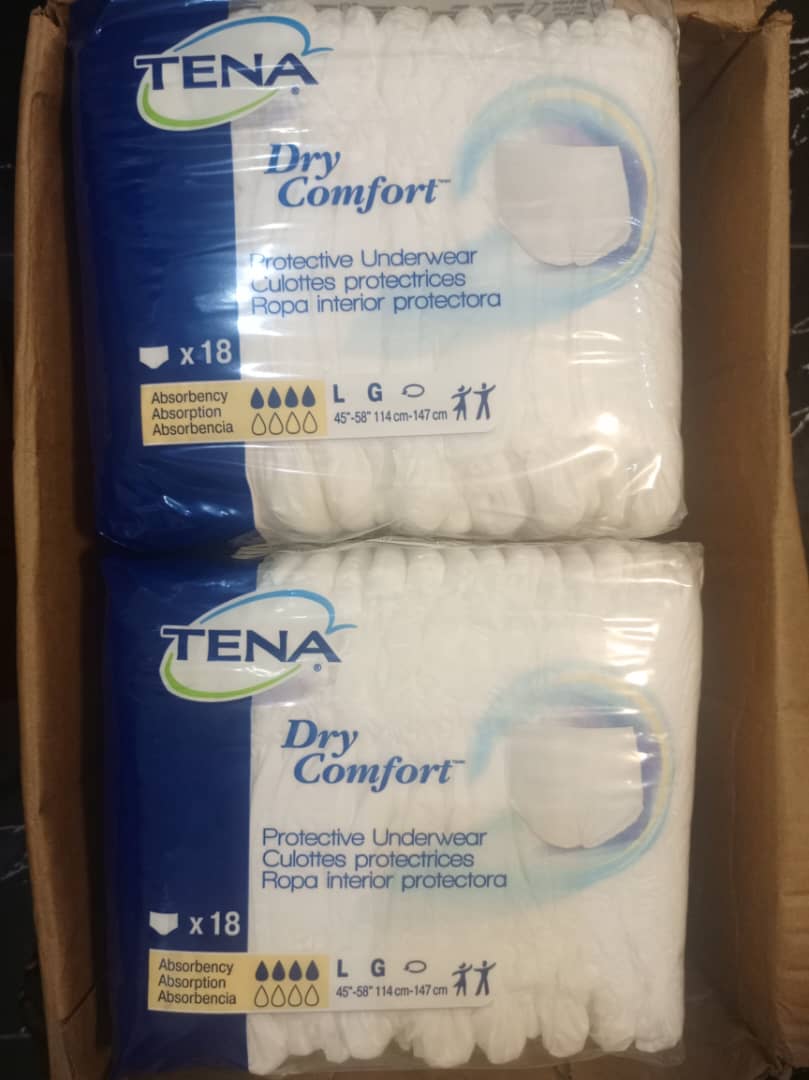 TENA®
Dry
Comfort™
Protective Underwear
Culottes protectrices
Ropa interior protectora
x 18
Absorbency
Absorption
Absorbencia
L G
45"-58" 114 cm-147 cm
TENA®
Dry
Comfort™
Protective Underwear
Culottes protectrices
Ropa interior protectora
x 18
Absorbency
Absorption
Absorbencia
L G
45"-58" 114 cm-147 cm